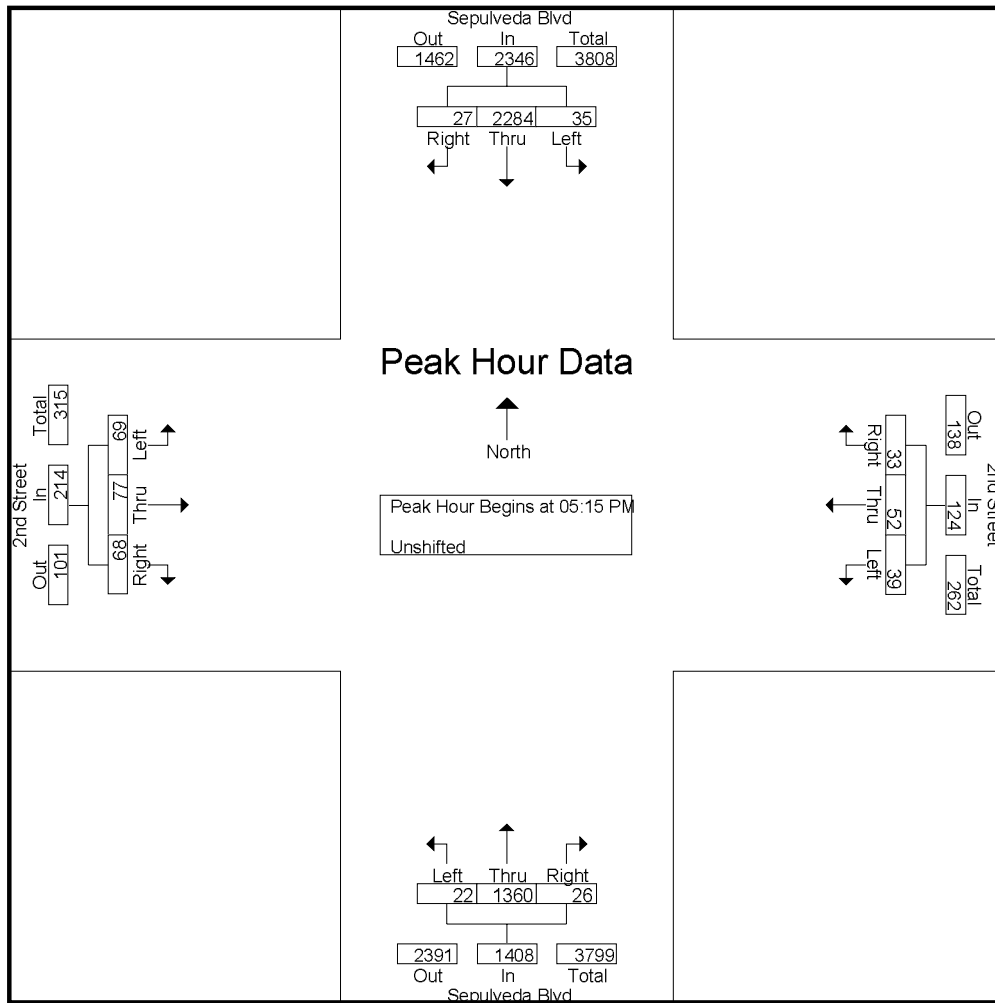 Sepulveda Blvd
Out In Total
1462 2346 3808
27 2284 35
Right Thru Left
Peak Hour Data
North
Peak Hour Begins at 05:15 PM
Unshifted
2nd Street
Total In Out
315 214 101
69 77 68
Left Thru Right
Right Thru Left
33 52 39
Out In Total
138 124 262
2nd Street
Left Thru Right
22 1360 26
2391 1408 3799
Out In Total
Sepulveda Blvd